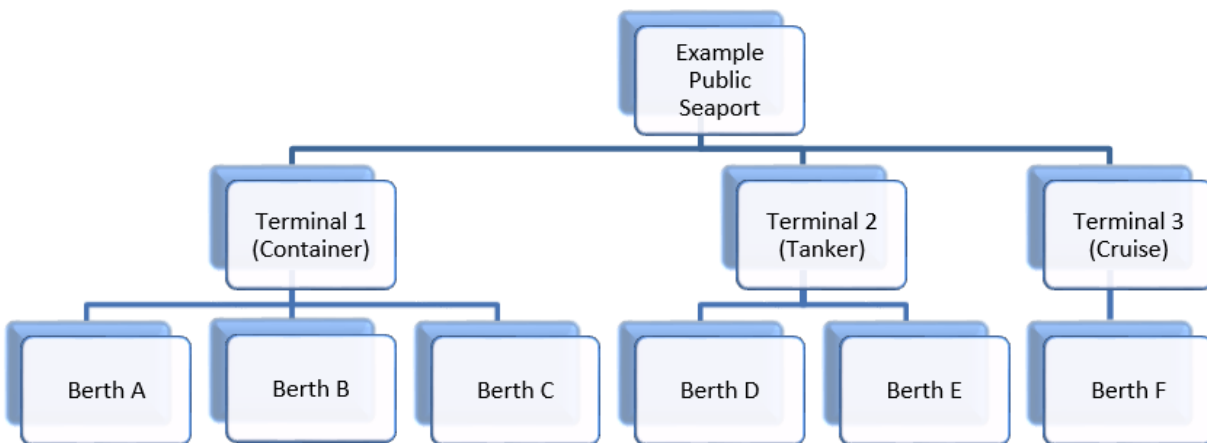 Example
Public
Seaport
Terminal 1
(Container)
Terminal 2
(Tanker)
Terminal 3
(Cruise)
Berth A
Berth B
Berth C
Berth D
Berth E
Berth F